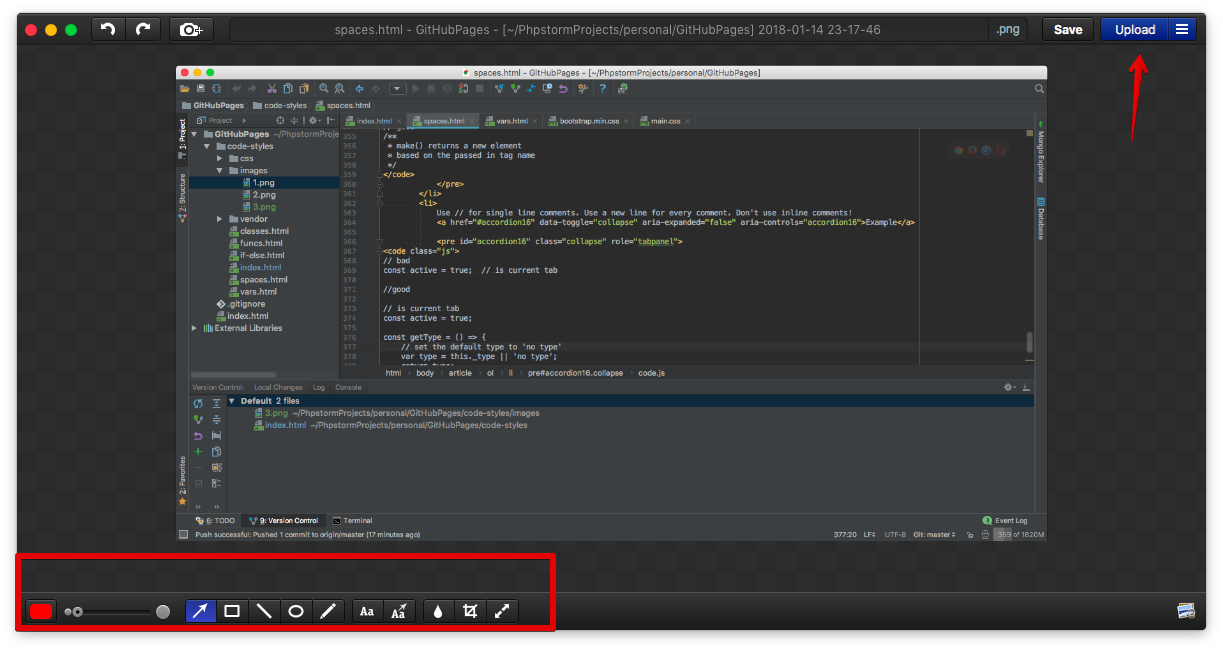 spaces.html - GitHubPages - [~/PhpstormProjects/personal/GitHubPages] 2018-01-14 23-17-46
.png
Save
Upload
spaces.html - GitHubPages - [~/PhpstormProjects/personal/GitHubPages]
GitHubPages
code-styles
spaces.html
Project
index.html
spaces.html
vars.html
bootstrap.min.css
main.css
1: Project
Z: Structure
2: Favorites
GitHubPages ~/PhpstormProje
code-styles
css
images
1.png
2.png
3.png
vendor
classes.html
funcs.html
if-else.html
index.html
spaces.html
vars.html
.gitignore
index.html
External Libraries
355 /**
356 * make() returns a new element
357 * based on the passed in tag name
358 */
359 </code>
360 </pre>
361 </li>
362 <li>
363 Use // for single line comments. Use a new line for every comment. Don't use inline comments!
364 <a href="#accordion16" data-toggle="collapse" aria-expanded="false" aria-controls="accordion16">Example</a>
365
366 <pre id="accordion16" class="collapse" role="tabpanel">
367 <code class="js">
368 // bad
369 const active = true;  // is current tab
370
371 //good
372
373 // is current tab
374 const active = true;
375
376 const getType = () => {
377 // set the default type to 'no type'
378 var type = this._type || 'no type';
Mongo Explorer
Database
html body article ol li pre#accordion16.collapse code.js
Version Control: Local Changes Log Console
Default 2 files
3.png ~/PhpstormProjects/personal/GitHubPages/code-styles/images
index.html ~/PhpstormProjects/personal/GitHubPages/code-styles
6: TODO 9: Version Control Terminal
3 Event Log
Push successful: Pushed 1 commit to origin/master (17 minutes ago)
377:20 LF÷ UTF-8 Git: master÷ 359 of 1820M
Aa
Aa